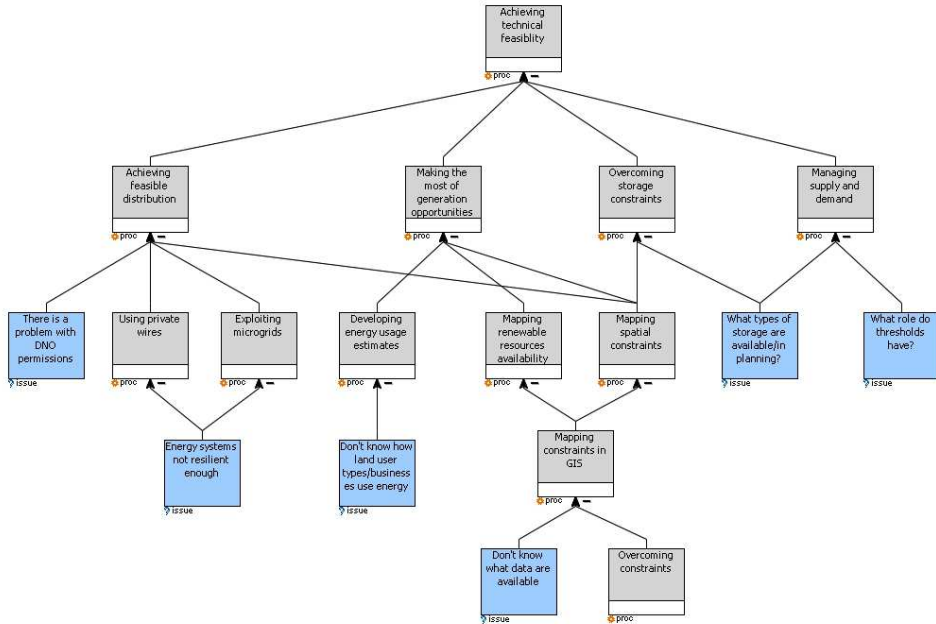 Achieving
technical
feasiblity
proc
Achieving
feasible
distribution
proc
Making the
most of
generation
opportunities
proc
Overcoming
storage
constraints
proc
Managing
supply and
demand
proc
There is a
problem with
DNO
permissions
issue
Using private
wires
proc
Exploiting
microgrids
proc
Developing
energy usage
estimates
proc
Mapping
renewable
resources
availability
proc
Mapping
spatial
constraints
proc
What types of
storage are
available/in
planning?
issue
What role do
thresholds
have?
issue
Energy systems
not resilient
enough
issue
Don't know how
land user
types/business
es use energy
issue
Mapping
constraints in
GIS
proc
Don't know
what data are
available
issue
Overcoming
constraints
proc